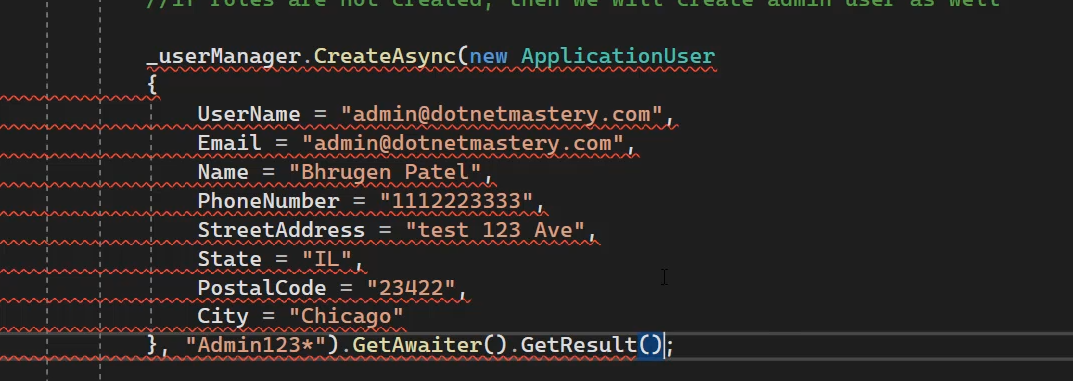 //if roles are not created, then we will create admin user as well
_userManager.CreateAsync(new ApplicationUser
{
UserName = "admin@dotnetmastery.com",
Email = "admin@dotnetmastery.com",
Name = "Bhrugen Patel",
PhoneNumber = "1112223333",
StreetAddress = "test 123 Ave",
State = "IL",
PostalCode = "23422",
City = "Chicago"
}, "Admin123*").GetAwaiter().GetResult();